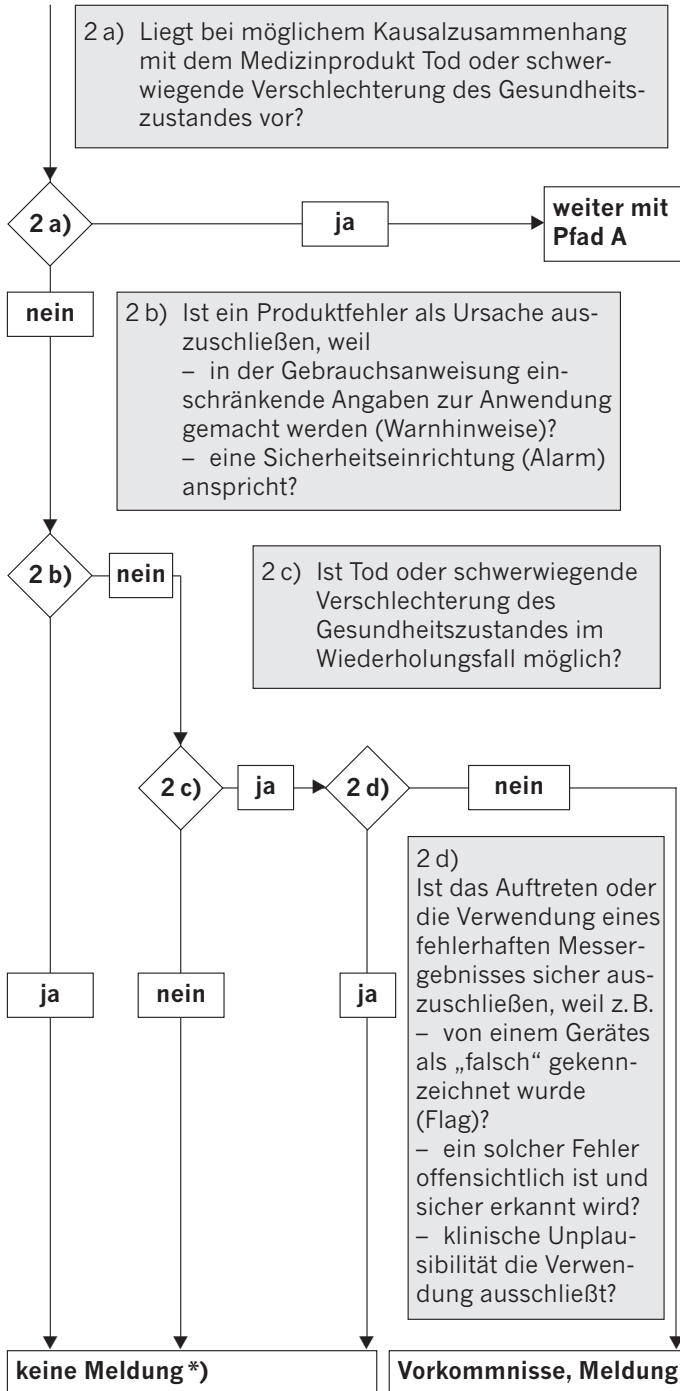 2 a) Liegt bei möglichem Kausalzusammenhang
mit dem Medizinprodukt Tod oder schwer-
wiegende Verschlechterung des Gesundheits-
zustandes vor?
2 a)
ja
weiter mit
Pfad A
nein
2 b) Ist ein Produktfehler als Ursache aus-
zuschließen, weil
– in der Gebrauchsanweisung ein-
schränkende Angaben zur Anwendung
gemacht werden (Warnhinweise)?
– eine Sicherheitseinrichtung (Alarm)
anspricht?
2 b)
nein
2 c) Ist Tod oder schwerwiegende
Verschlechterung des
Gesundheitszustandes im
Wiederholungsfall möglich?
2 c)
ja
2 d)
nein
2 d)
Ist das Auftreten oder
die Verwendung eines
fehlerhaften Messer-
gebnisses sicher aus-
zuschließen, weil z. B.
– von einem Gerätes
als „falsch“ gekenn-
zeichnet wurde
(Flag)?
– ein solcher Fehler
offensichtlich ist und
sicher erkannt wird?
– klinische Unplau-
sibilität die Verwen-
dung ausschließt?
ja
nein
ja
keine Meldung *)
Vorkommnisse, Meldung